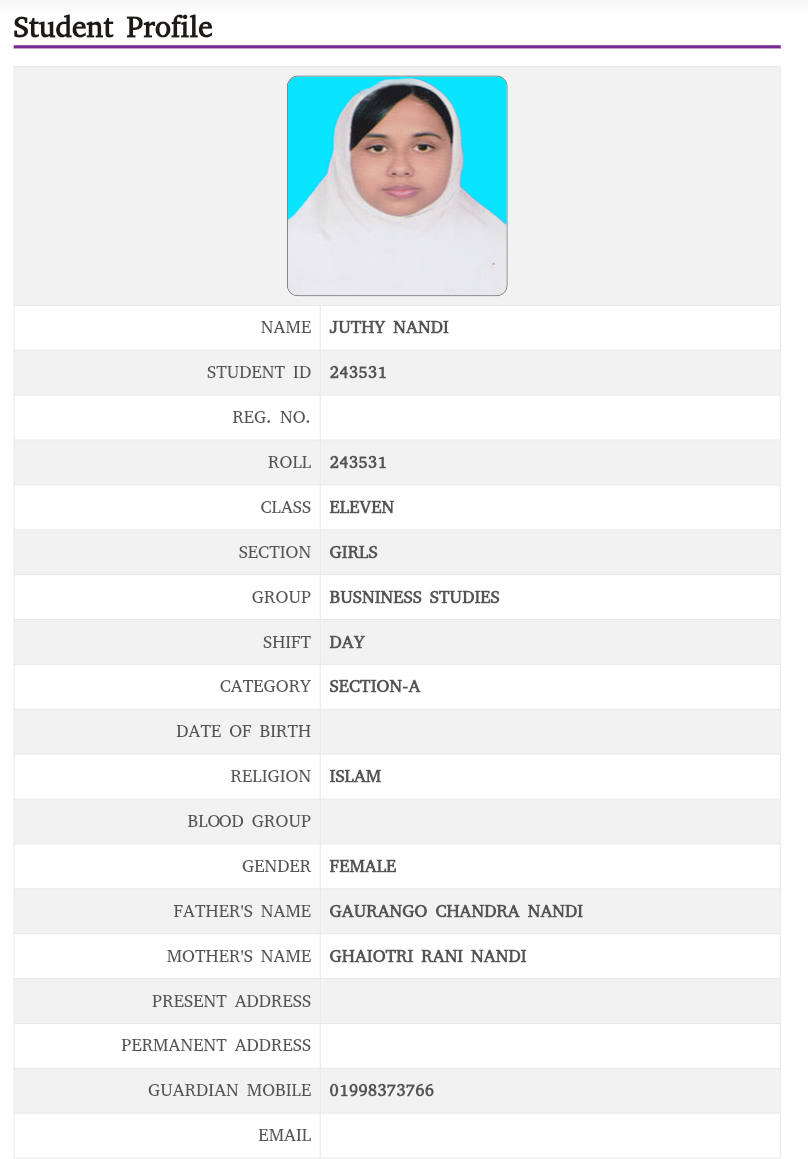 Student Profile
NAME JUTHY NANDI
STUDENT ID 243531
REG. NO.
ROLL 243531
CLASS ELEVEN
SECTION GIRLS
GROUP BUSNINESS STUDIES
SHIFT DAY
CATEGORY SECTION-A
DATE OF BIRTH
RELIGION ISLAM
BLOOD GROUP
GENDER FEMALE
FATHER'S NAME GAURANGO CHANDRA NANDI
MOTHER'S NAME GHAIOTRI RANI NANDI
PRESENT ADDRESS
PERMANENT ADDRESS
GUARDIAN MOBILE 01998373766
EMAIL